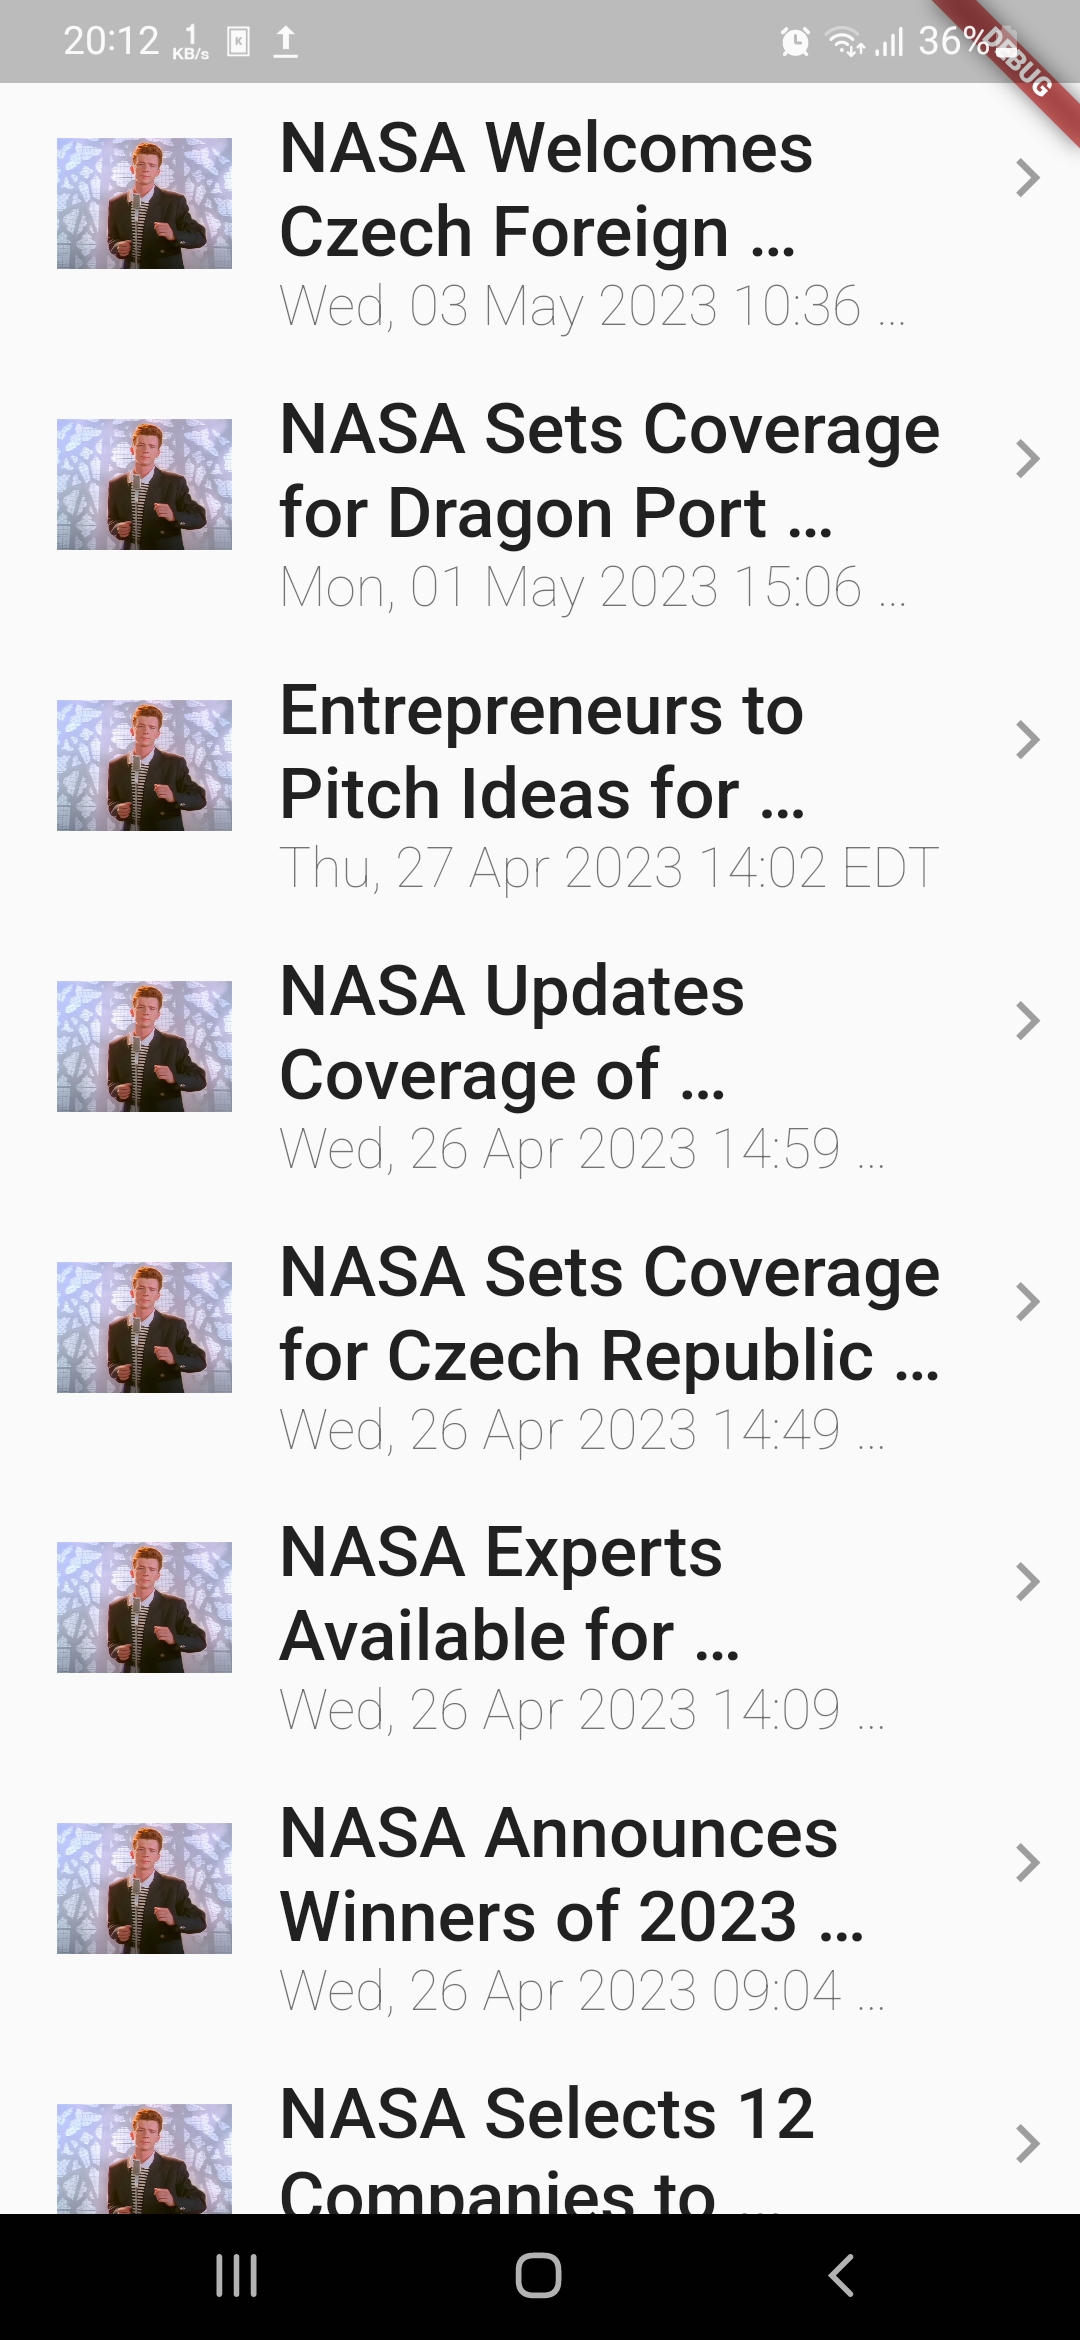 20:12 1 KB/s K 36%
DEBUG
NASA Welcomes
Czech Foreign ...
Wed, 03 May 2023 10:36 ...
NASA Sets Coverage
for Dragon Port ...
Mon, 01 May 2023 15:06 ...
Entrepreneurs to
Pitch Ideas for ...
Thu, 27 Apr 2023 14:02 EDT
NASA Updates
Coverage of ...
Wed, 26 Apr 2023 14:59 ...
NASA Sets Coverage
for Czech Republic ...
Wed, 26 Apr 2023 14:49 ...
NASA Experts
Available for ...
Wed, 26 Apr 2023 14:09 ...
NASA Announces
Winners of 2023 ...
Wed, 26 Apr 2023 09:04 ...
NASA Selects 12
Companies to ...